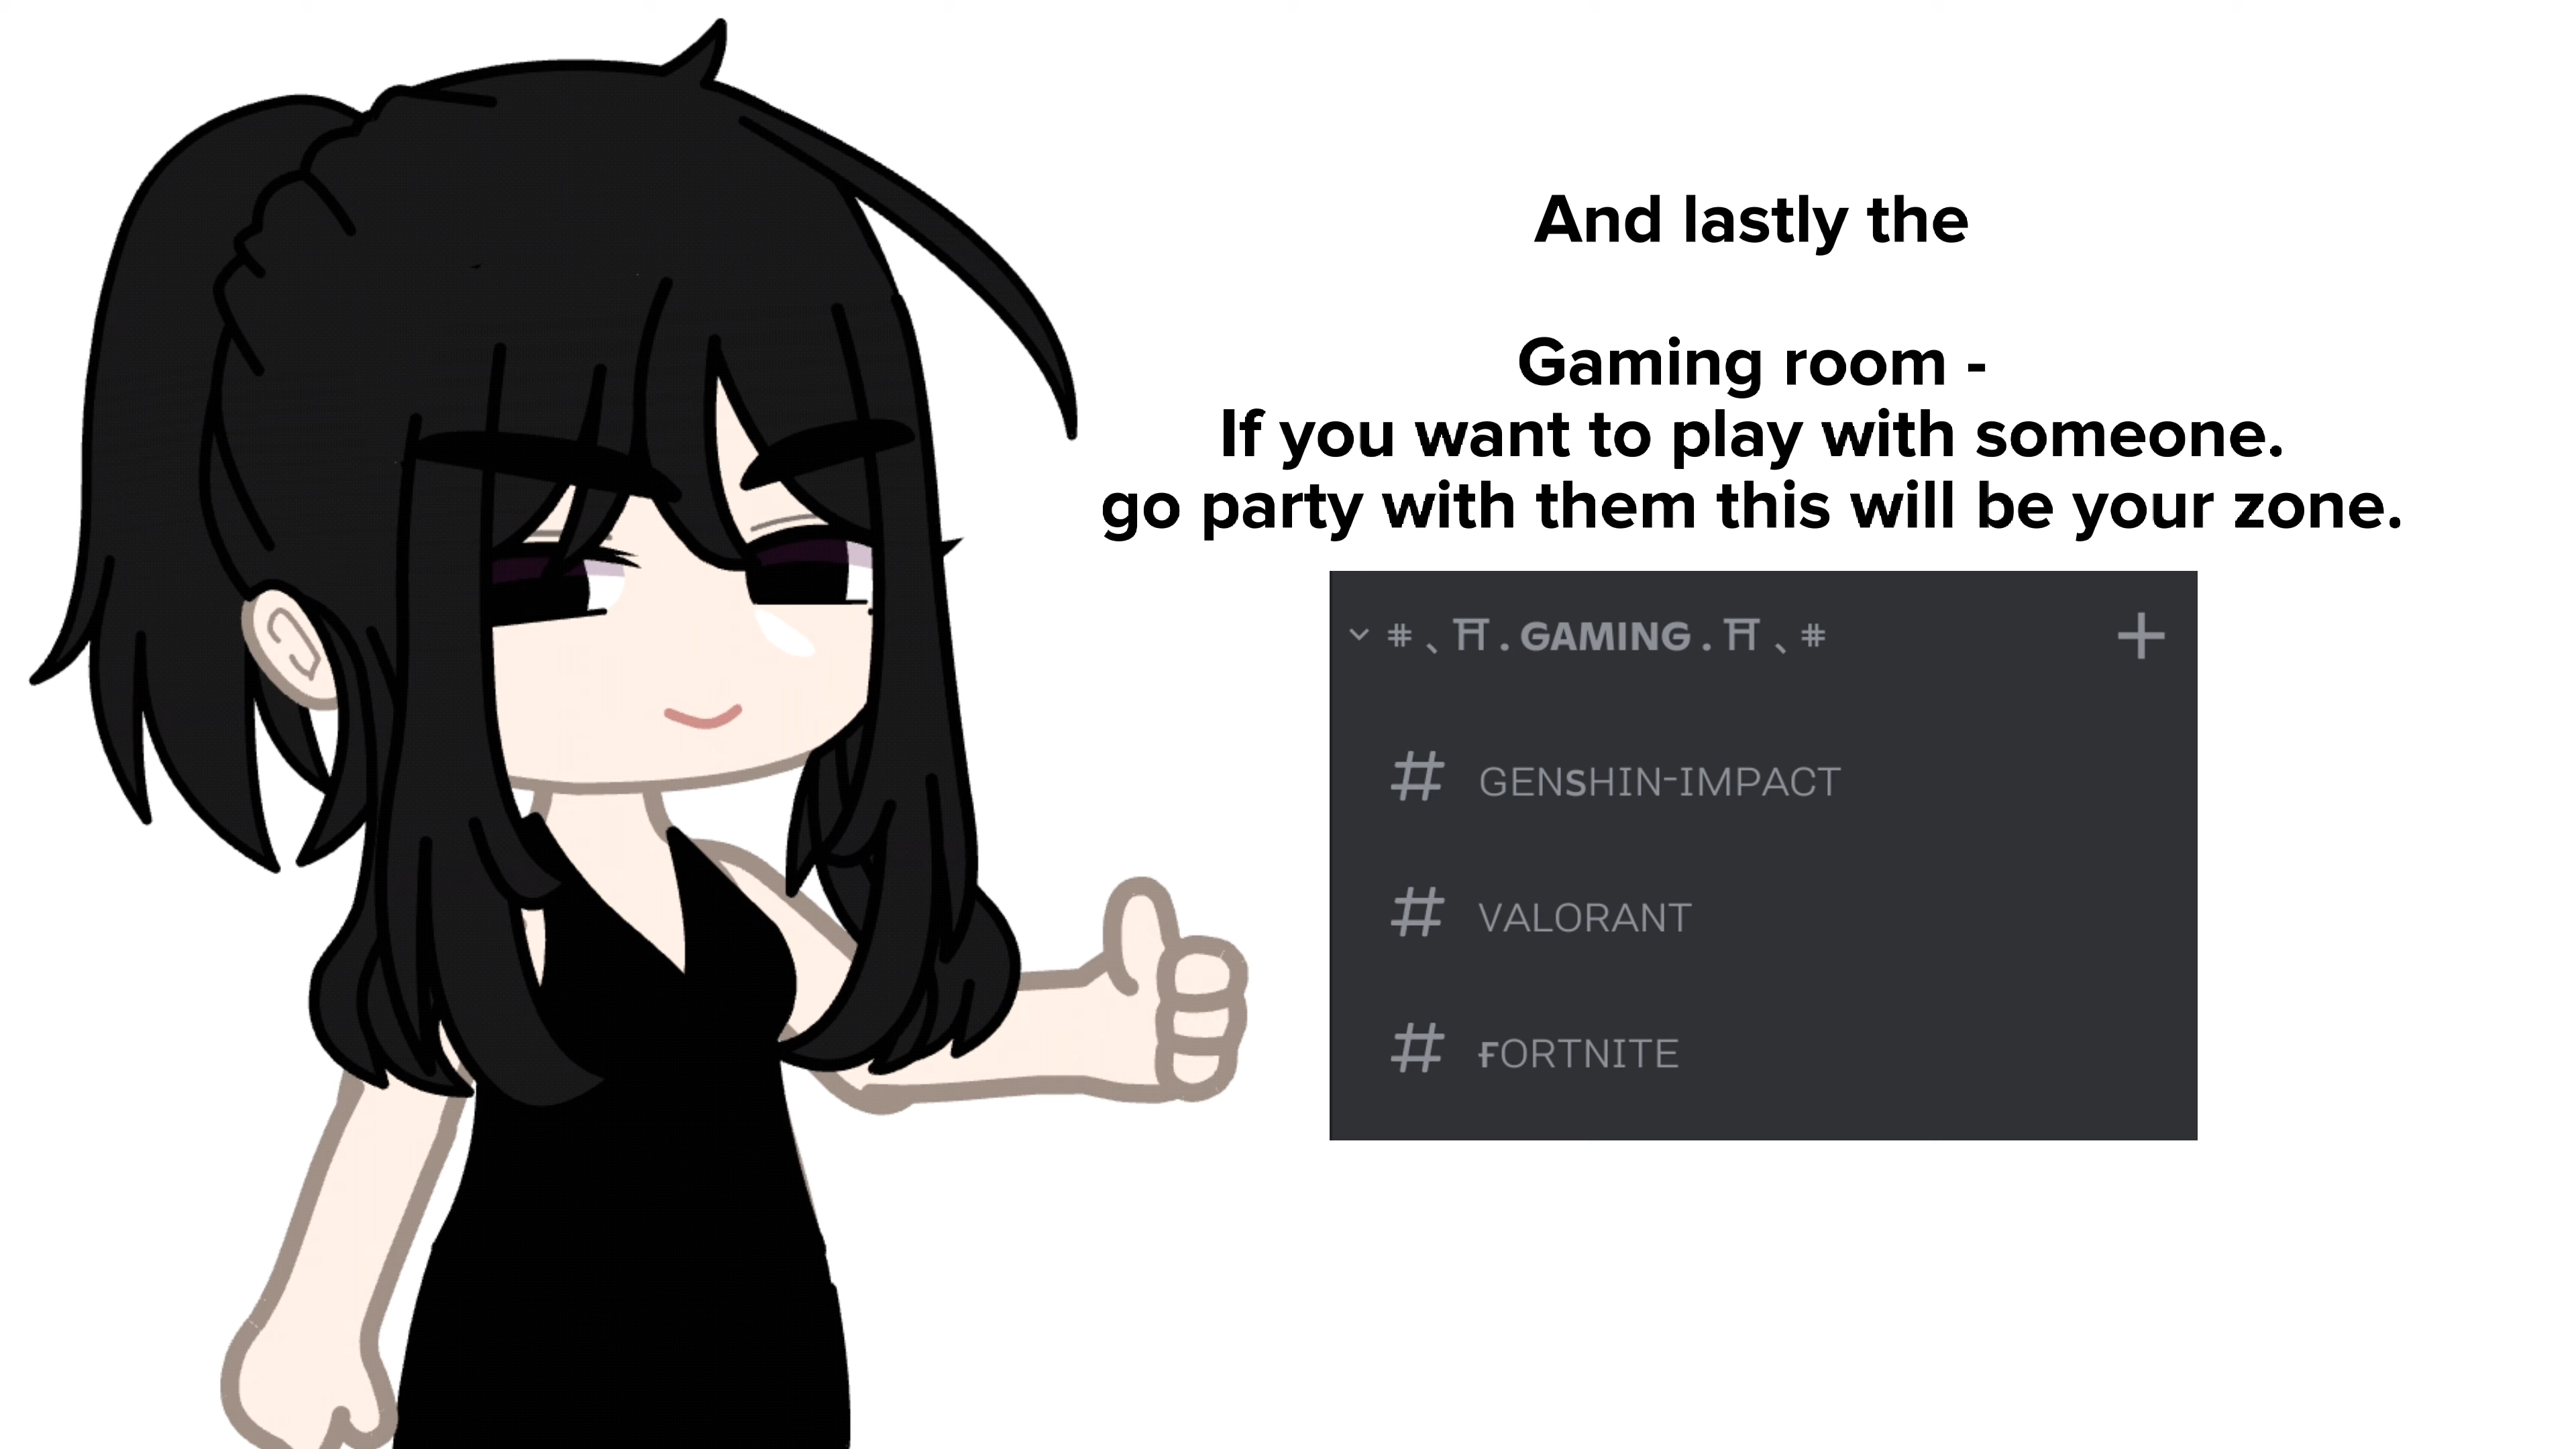 And lastly the
Gaming room -
If you want to play with someone.
go party with them this will be your zone.
# 、⛩ . GAMING . ⛩ 、#
# GENSHIN-IMPACT
# VALORANT
# FORTNITE